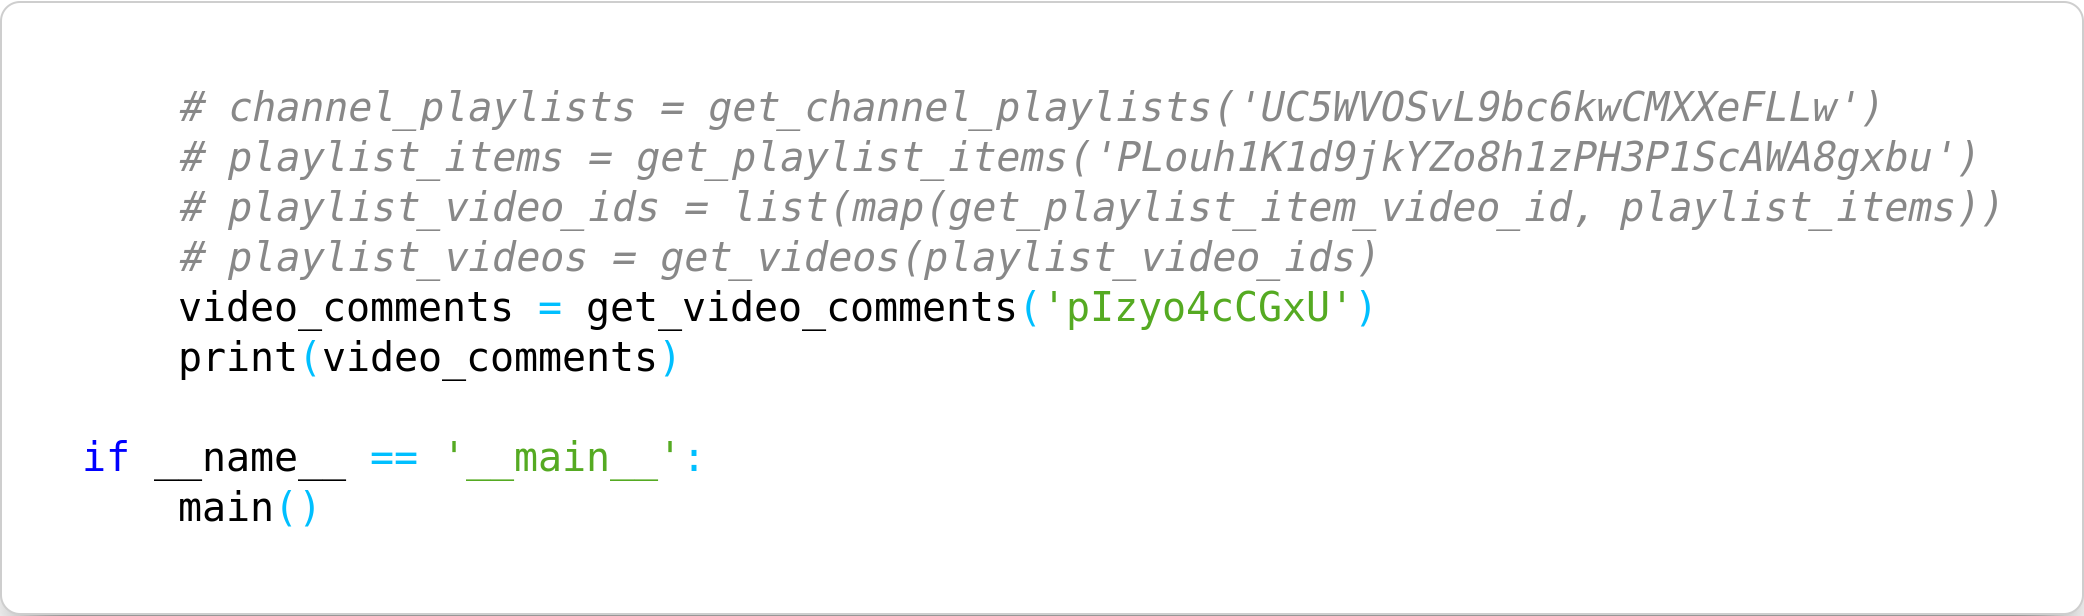 # channel_playlists = get_channel_playlists('UC5WVOSvL9bc6kwCMXXeFLLw')
# playlist_items = get_playlist_items('PLouh1K1d9jkYZo8h1zPH3P1ScAWA8gxbu')
# playlist_video_ids = list(map(get_playlist_item_video_id, playlist_items))
# playlist_videos = get_videos(playlist_video_ids)
video_comments = get_video_comments('pIzyo4cCGxU')
print(video_comments)
if __name__ == '__main__':
main()